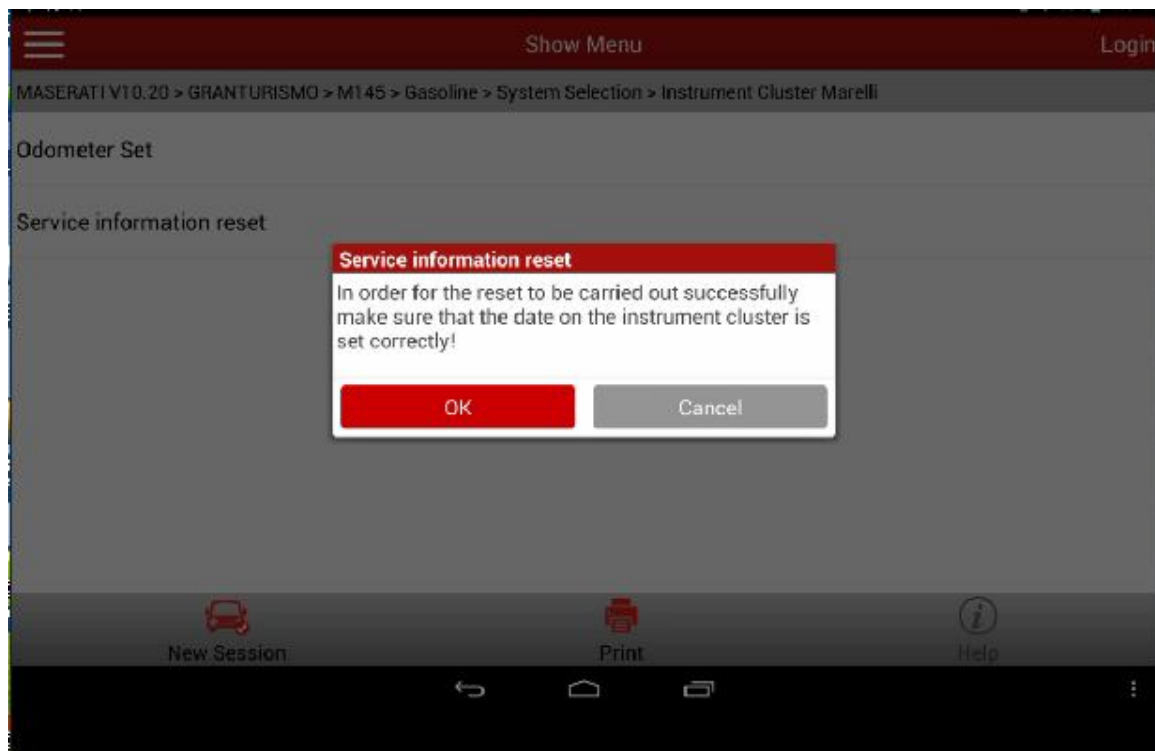 Show Menu
Login
MASERATI V10.20 > GRANTURISMO > M145 > Gasoline > System Selection > Instrument Cluster Marelli
Odometer Set
Service information reset
Service information reset
In order for the reset to be carried out successfully
make sure that the date on the instrument cluster is
set correctly!
OK
Cancel
New Session
Print
Help